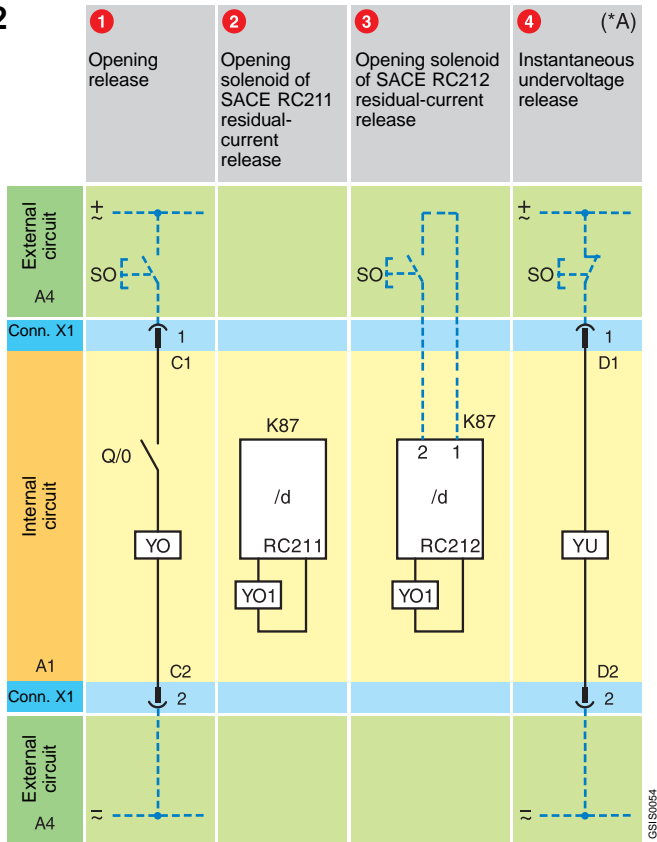 2
1
Opening
release
2
Opening
solenoid of
SACE RC211
residual-
current
release
3
Opening solenoid
of SACE RC212
residual-current
release
4
(*A)
Instantaneous
undervoltage
release
External
circuit
A4
+
~
SO
SO
+
~
SO
Conn. X1
1
1
Internal
circuit
A1
C1
Q/0
YO
C2
K87
/d
RC211
YO1
K87
2 1
/d
RC212
YO1
D1
YU
D2
Conn. X1
2
2
External
circuit
A4
–
~
–
~
GSIS0054